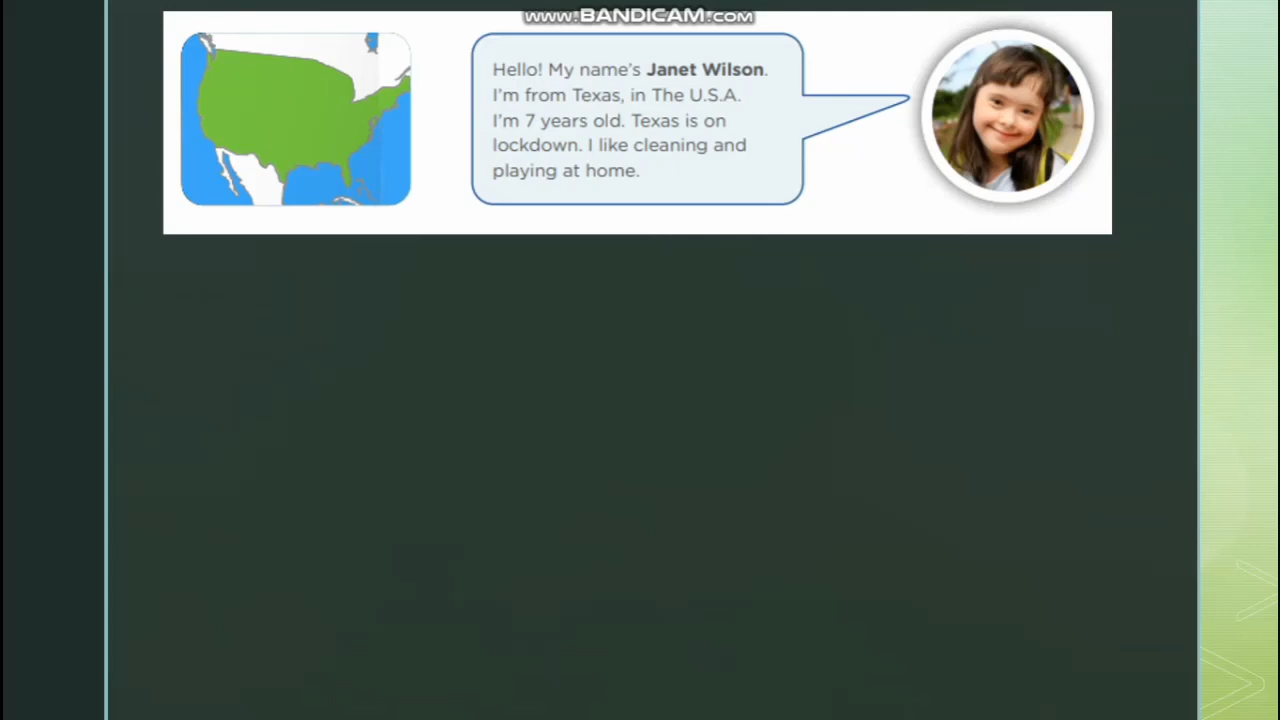 www.BANDICAM.com
Hello! My name's Janet Wilson.
I'm from Texas, in The U.S.A.
I'm 7 years old. Texas is on
lockdown. I like cleaning and
playing at home.